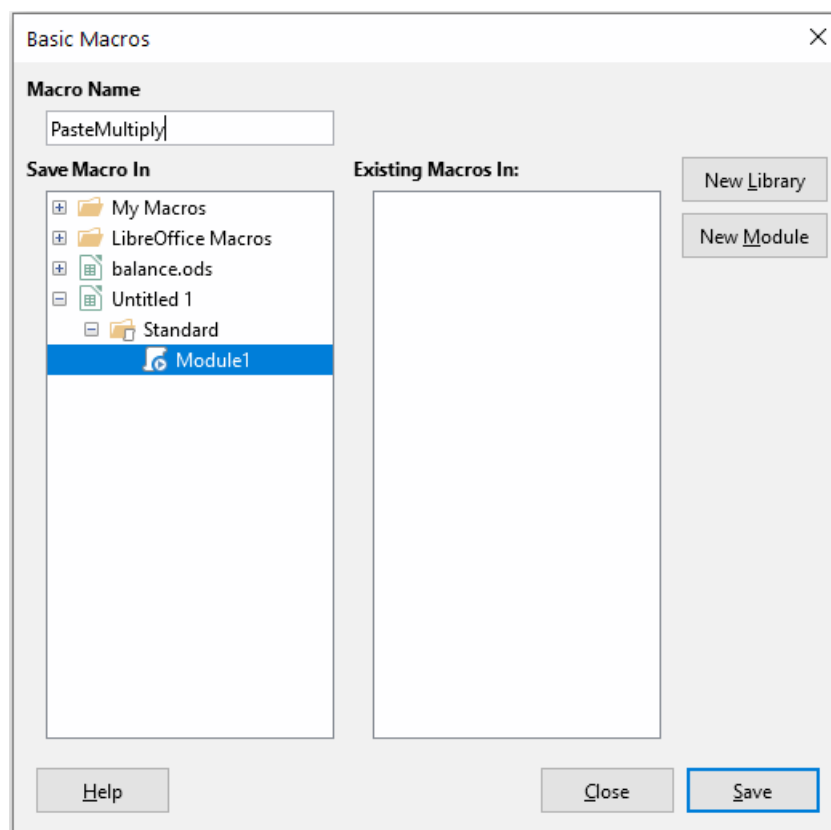 Basic Macros
Macro Name
PasteMultiply
Save Macro In
Existing Macros In:
New Library
New Module
My Macros
LibreOffice Macros
balance.ods
Untitled 1
Standard
Module1
Help
Close
Save